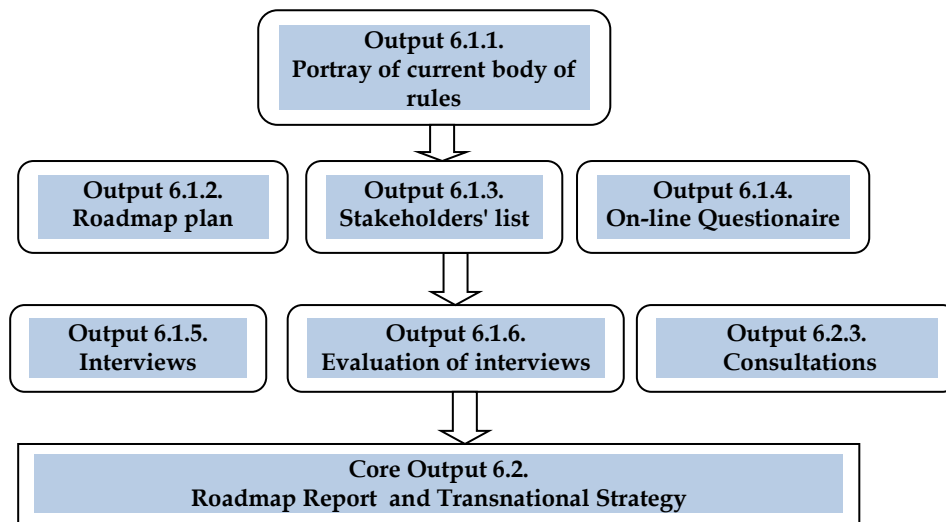 Output 6.1.1.
Portray of current body of
rules
Output 6.1.2.
Roadmap plan
Output 6.1.3.
Stakeholders' list
Output 6.1.4.
On-line Questionaire
Output 6.1.5.
Interviews
Output 6.1.6.
Evaluation of interviews
Output 6.2.3.
Consultations
Core Output 6.2.
Roadmap Report and Transnational Strategy